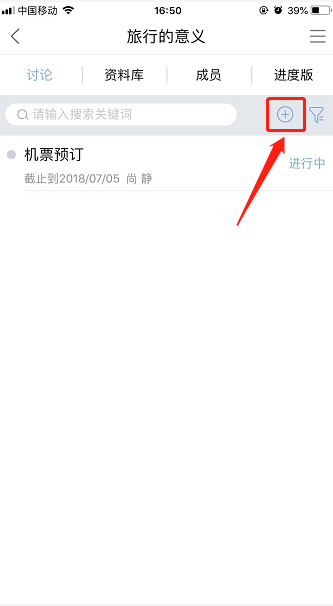 中国移动 16:50 39%
旅行的意义
讨论 资料库 成员 进度版
请输入搜索关键词
机票预订
进行中
截止到2018/07/05 尚 静